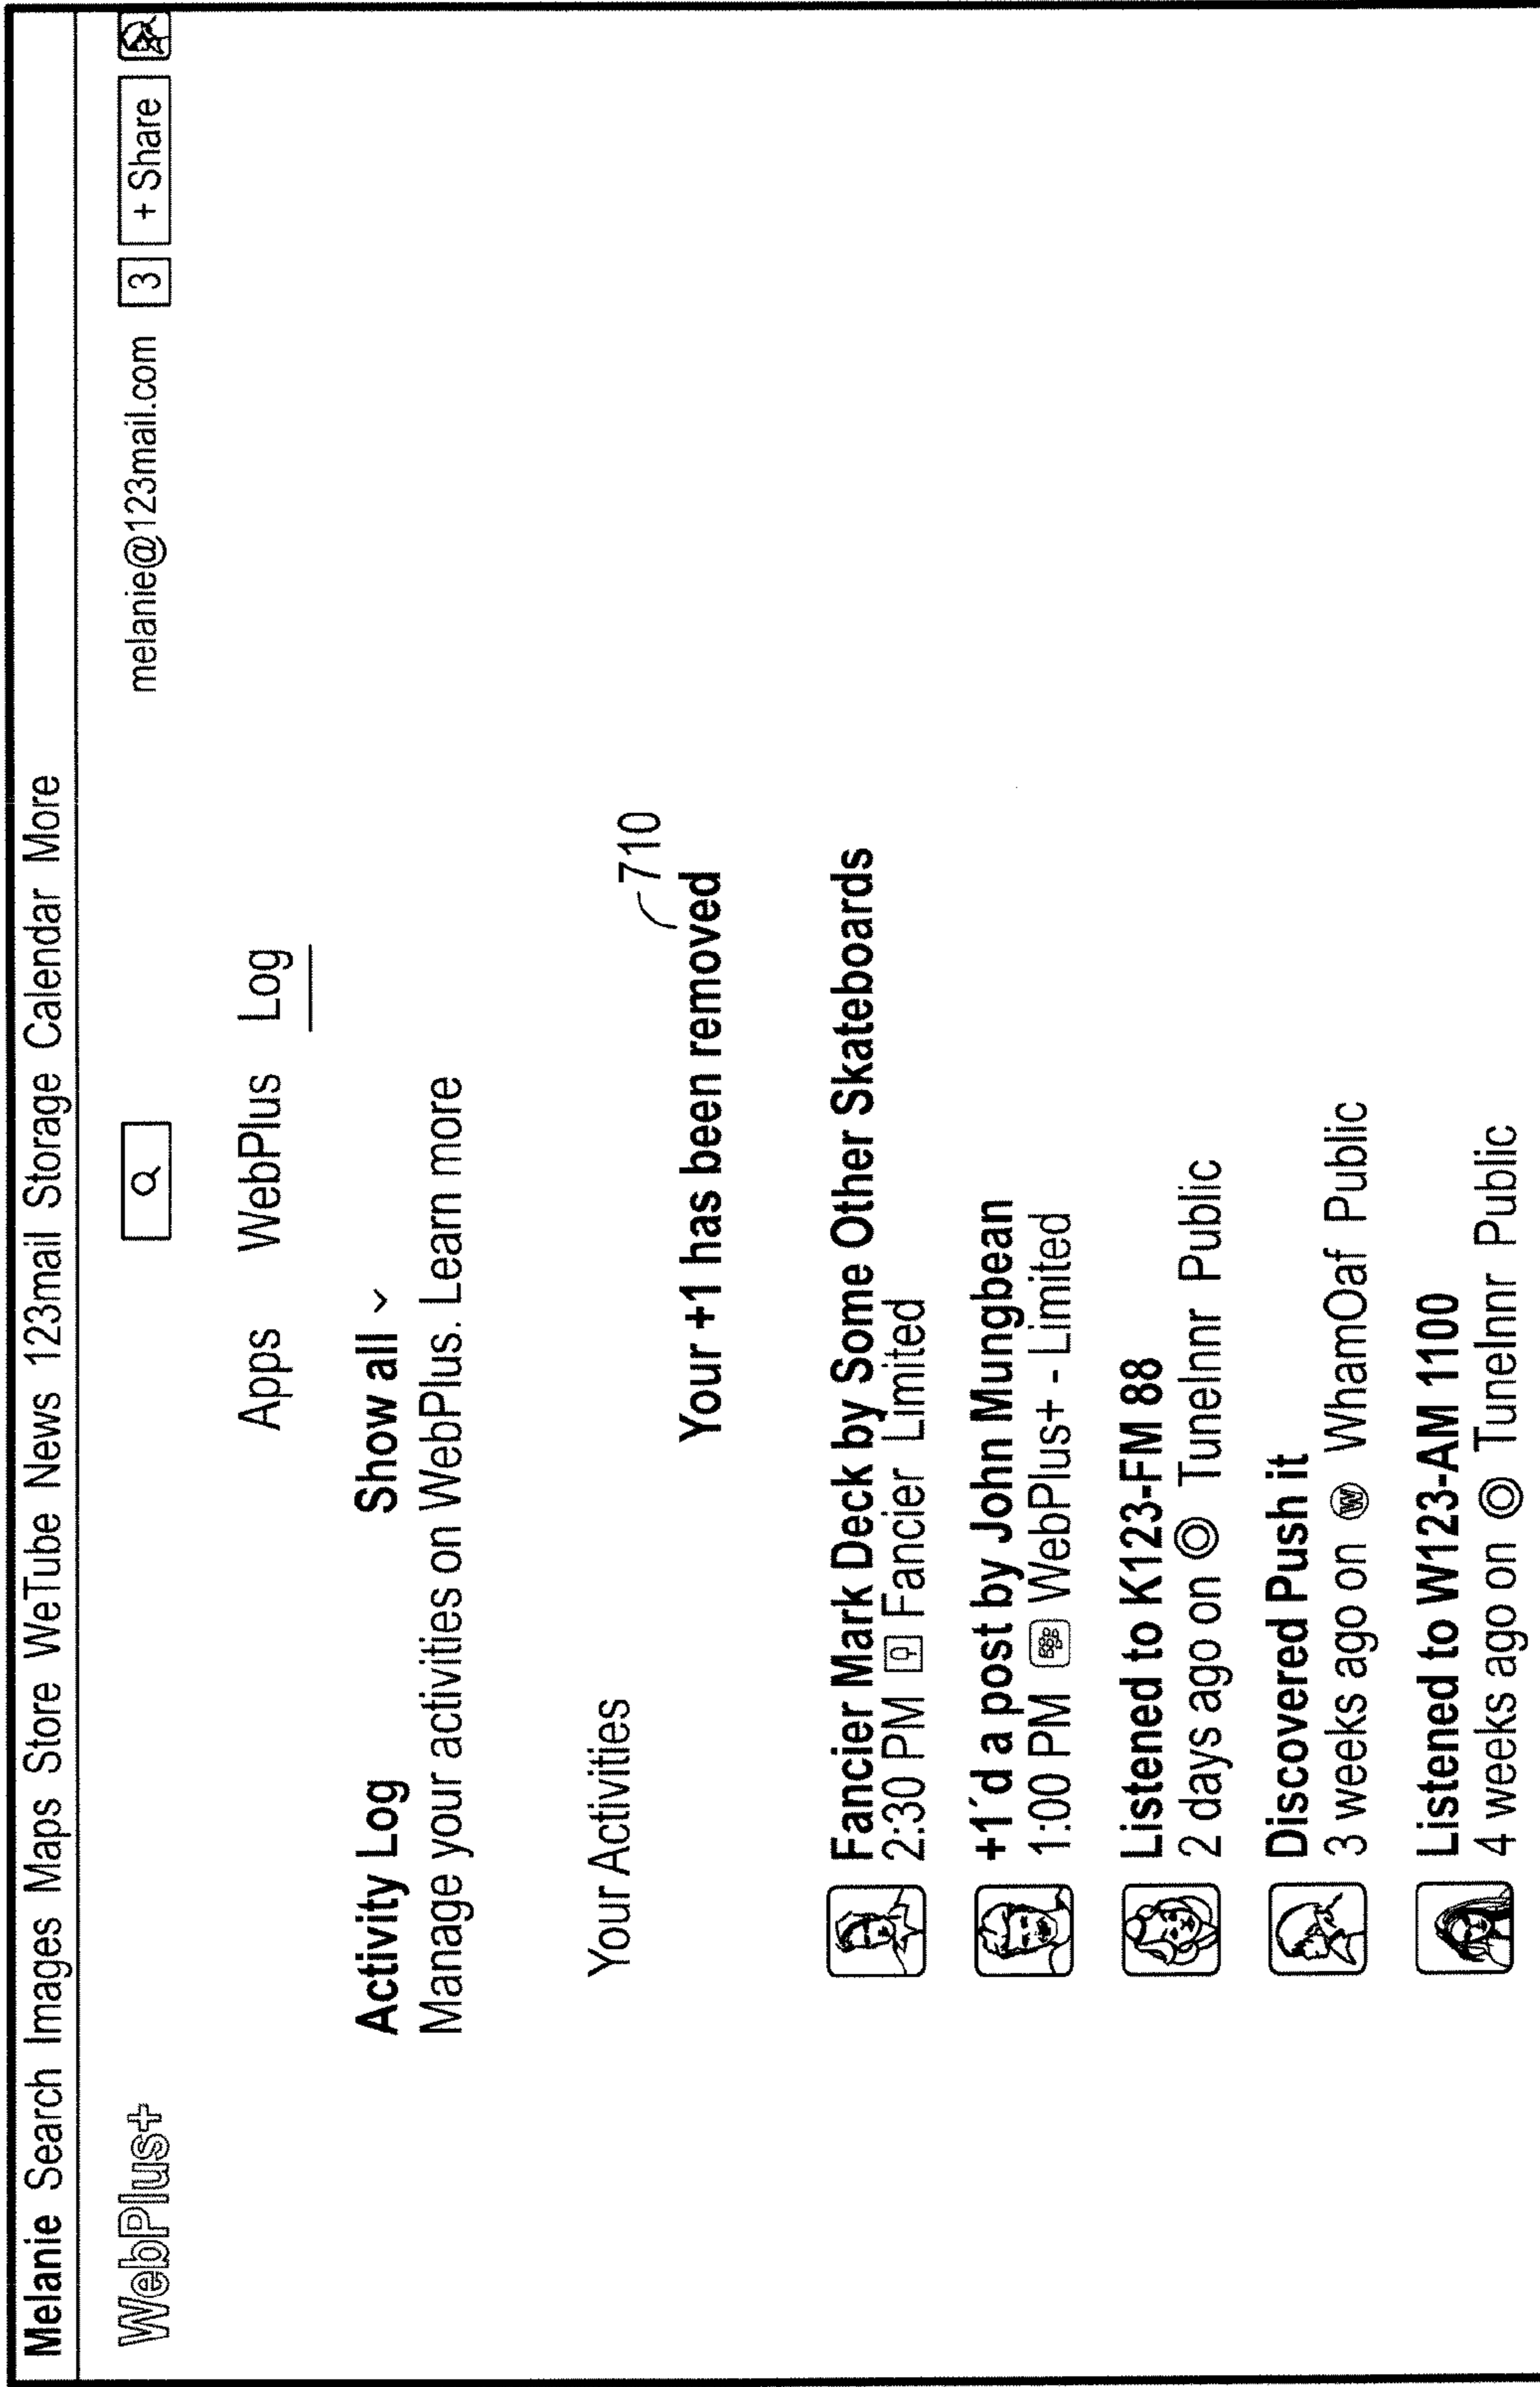 Melanie Search Images Maps Store WeTube News 123mail Storage Calendar More
WebPlus+ melanie@123mail.com 3 + Share
Apps WebPlus Log
Activity Log Show all
Manage your activities on WebPlus. Learn more
Your Activities
710
Your +1 has been removed
Fancier Mark Deck by Some Other Skateboards
2:30 PM Fancier Limited
+1´d a post by John Mungbean
1:00 PM WebPlus+ - Limited
Listened to K123-FM 88
2 days ago on TuneInnr Public
Discovered Push it
3 weeks ago on W WhamOaf Public
Listened to W123-AM 1100
4 weeks ago on TuneInnr Public